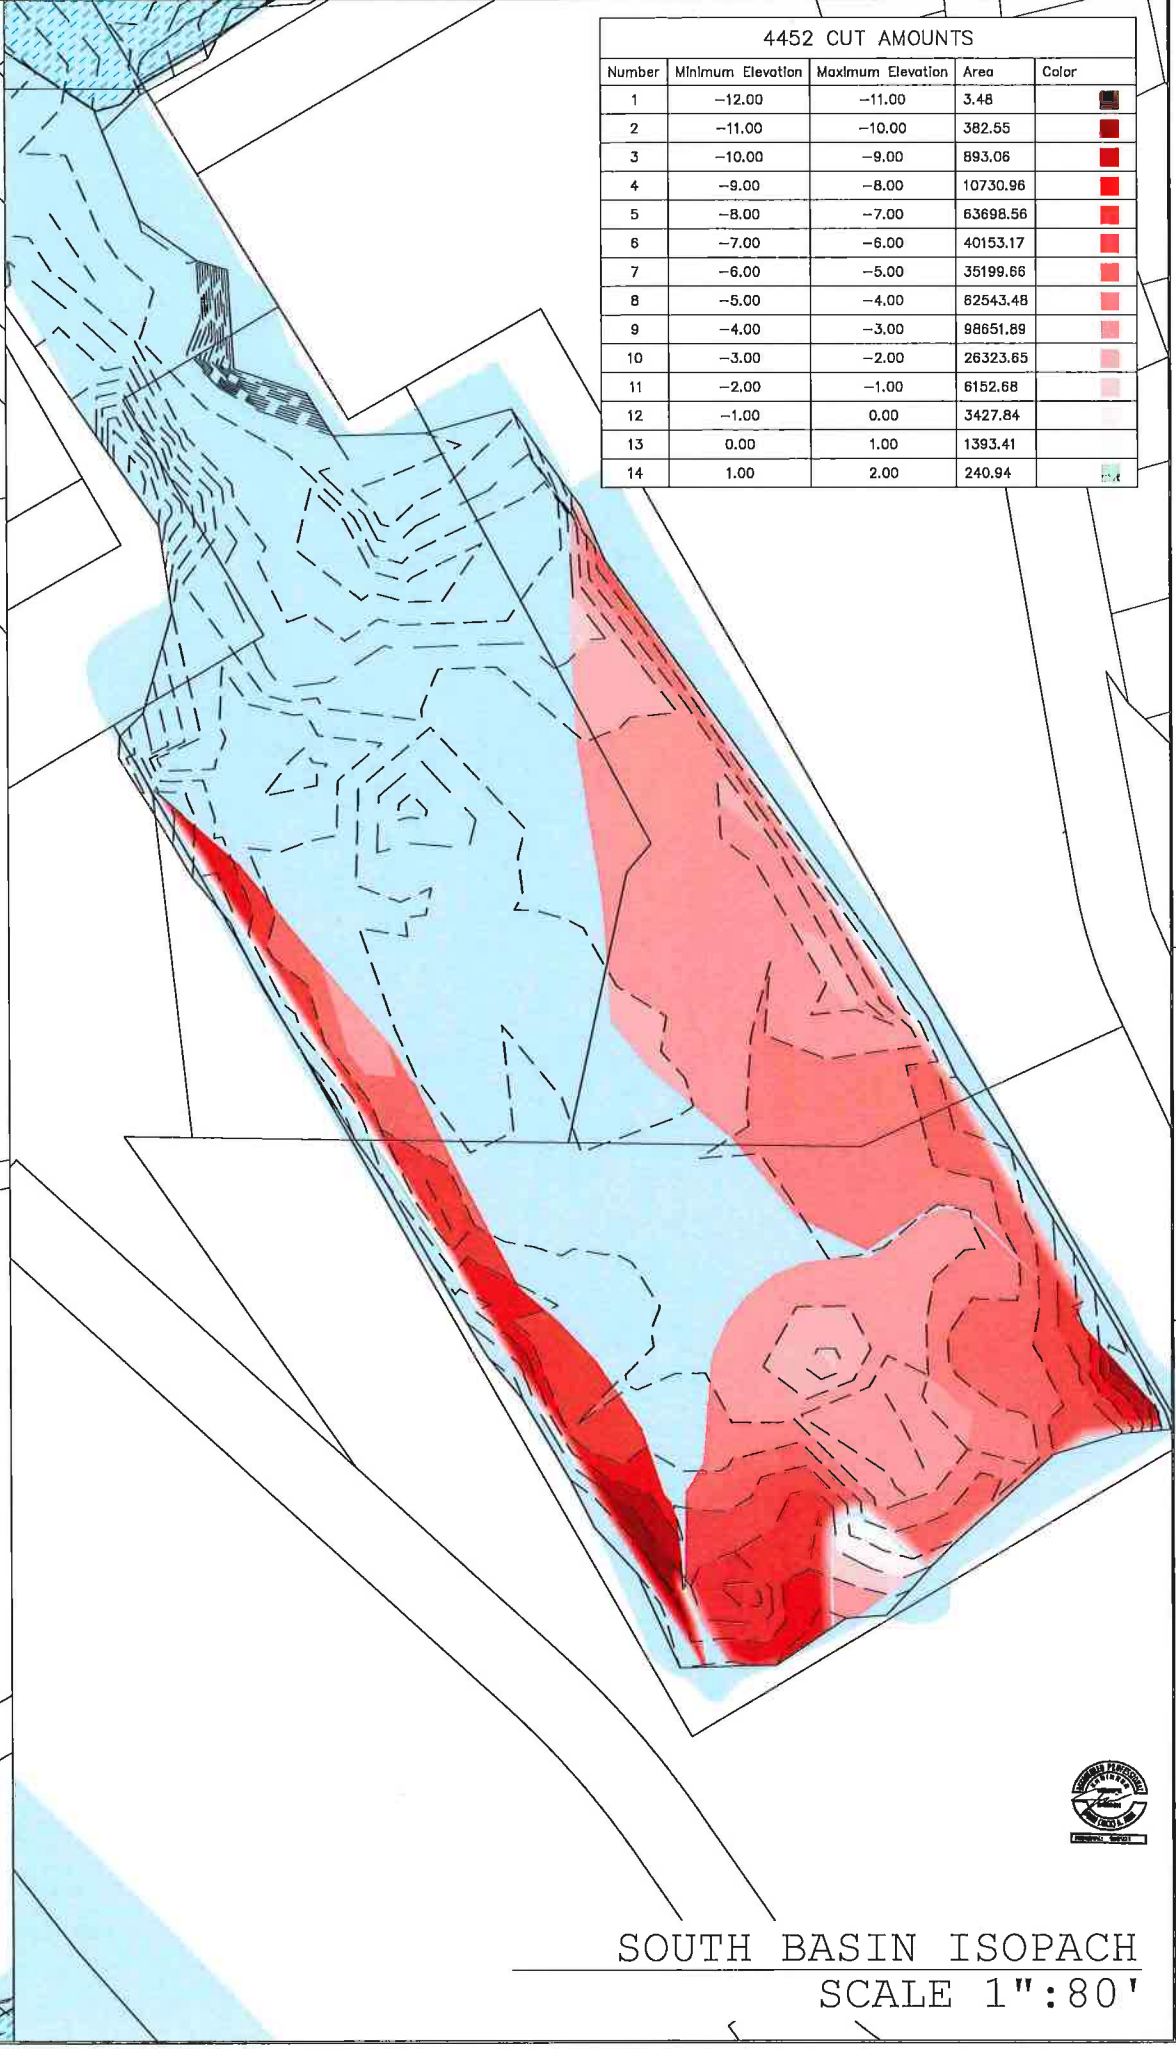 4452 CUT AMOUNTS
Number Minimum Elevation Maximum Elevation Area Color
1 -12.00 -11.00 3.48
2 -11.00 -10.00 382.55
3 -10.00 -9.00 893.06
4 -9.00 -8.00 10730.96
5 -8.00 -7.00 63698.56
6 -7.00 -6.00 40153.17
7 -6.00 -5.00 35199.66
8 -5.00 -4.00 62543.48
9 -4.00 -3.00 98651.89
10 -3.00 -2.00 26323.65
11 -2.00 -1.00 6152.68
12 -1.00 0.00 3427.84
13 0.00 1.00 1393.41
14 1.00 2.00 240.94
SOUTH BASIN ISOPACH
SCALE 1":80'